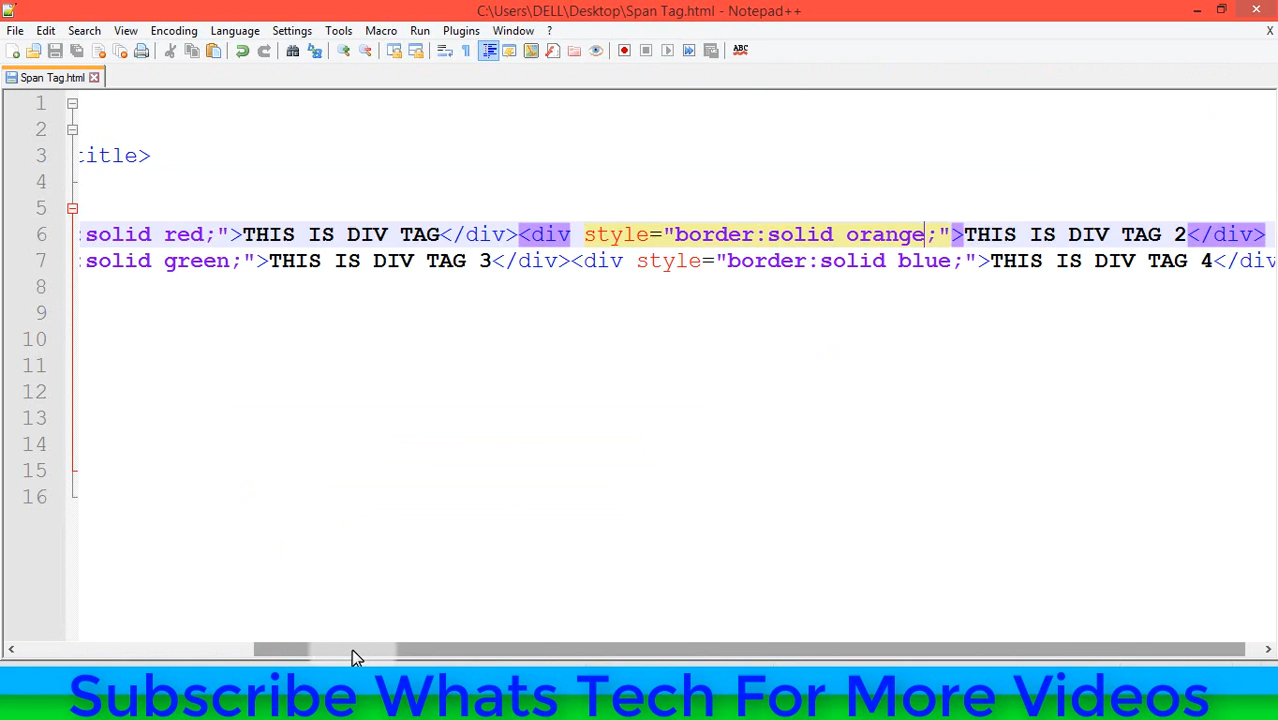 C:\Users\DELL\Desktop\Span Tag.html - Notepad++
File Edit Search View Encoding Language Settings Tools Macro Run Plugins Window ? X
ABC
Span Tag.html
1
2
3 title>
4
5
6 :solid red;">THIS IS DIV TAG</div><div style="border:solid orange;">THIS IS DIV TAG 2</div>
7 :solid green;">THIS IS DIV TAG 3</div><div style="border:solid blue;">THIS IS DIV TAG 4</div
8
9
10
11
12
13
14
15
16
Subscribe Whats Tech For More Videos